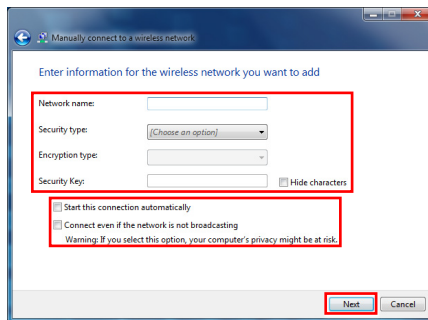 Manually connect to a wireless network
Enter information for the wireless network you want to add
Network name:
Security type: [Choose an option]
Encryption type:
Security Key: Hide characters
Start this connection automatically
Connect even if the network is not broadcasting
Warning: If you select this option, your computer's privacy might be at risk.
Next Cancel